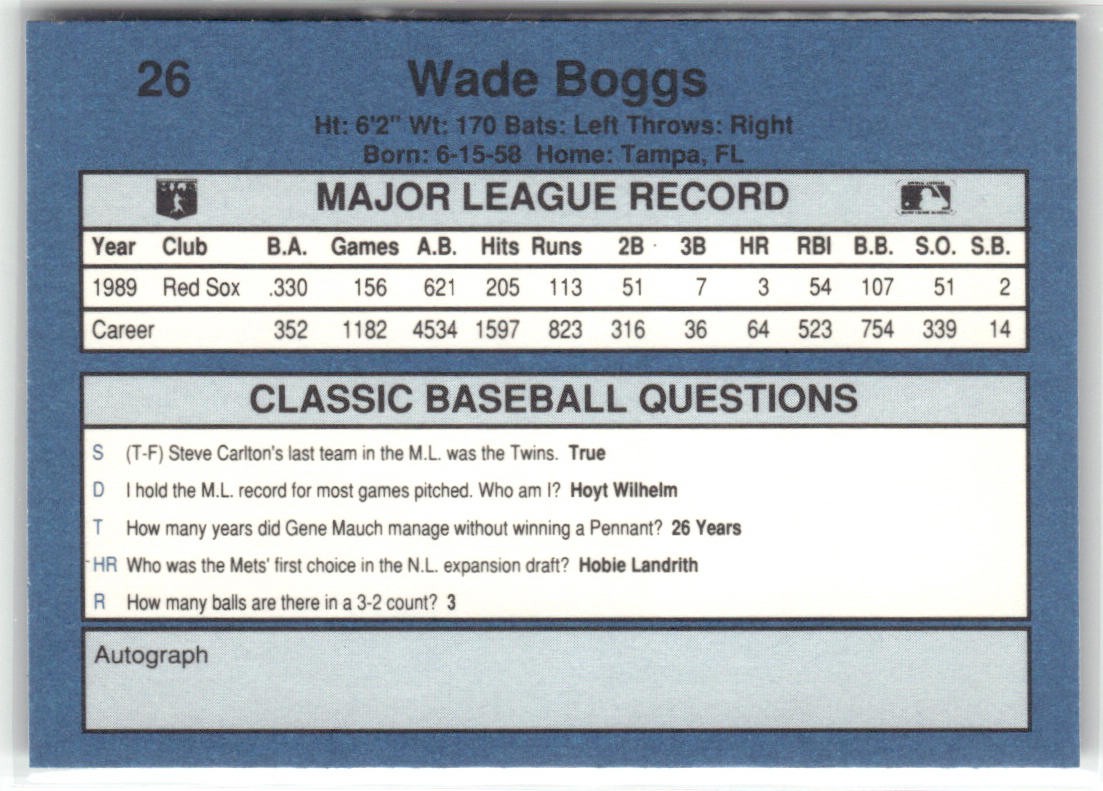 26 Wade Boggs
Ht: 6'2" Wt: 170 Bats: Left Throws: Right
Born: 6-15-58 Home: Tampa, FL
MAJOR LEAGUE RECORD
Year Club B.A. Games A.B. Hits Runs 2B 3B HR RBI B.B. S.O. S.B.
1989 Red Sox .330 156 621 205 113 51 7 3 54 107 51 2
Career 352 1182 4534 1597 823 316 36 64 523 754 339 14
CLASSIC BASEBALL QUESTIONS
S (T-F) Steve Carlton's last team in the M.L. was the Twins. True
D I hold the M.L. record for most games pitched. Who am I? Hoyt Wilhelm
T How many years did Gene Mauch manage without winning a Pennant? 26 Years
HR Who was the Mets' first choice in the N.L. expansion draft? Hobie Landrith
R How many balls are there in a 3-2 count? 3
Autograph